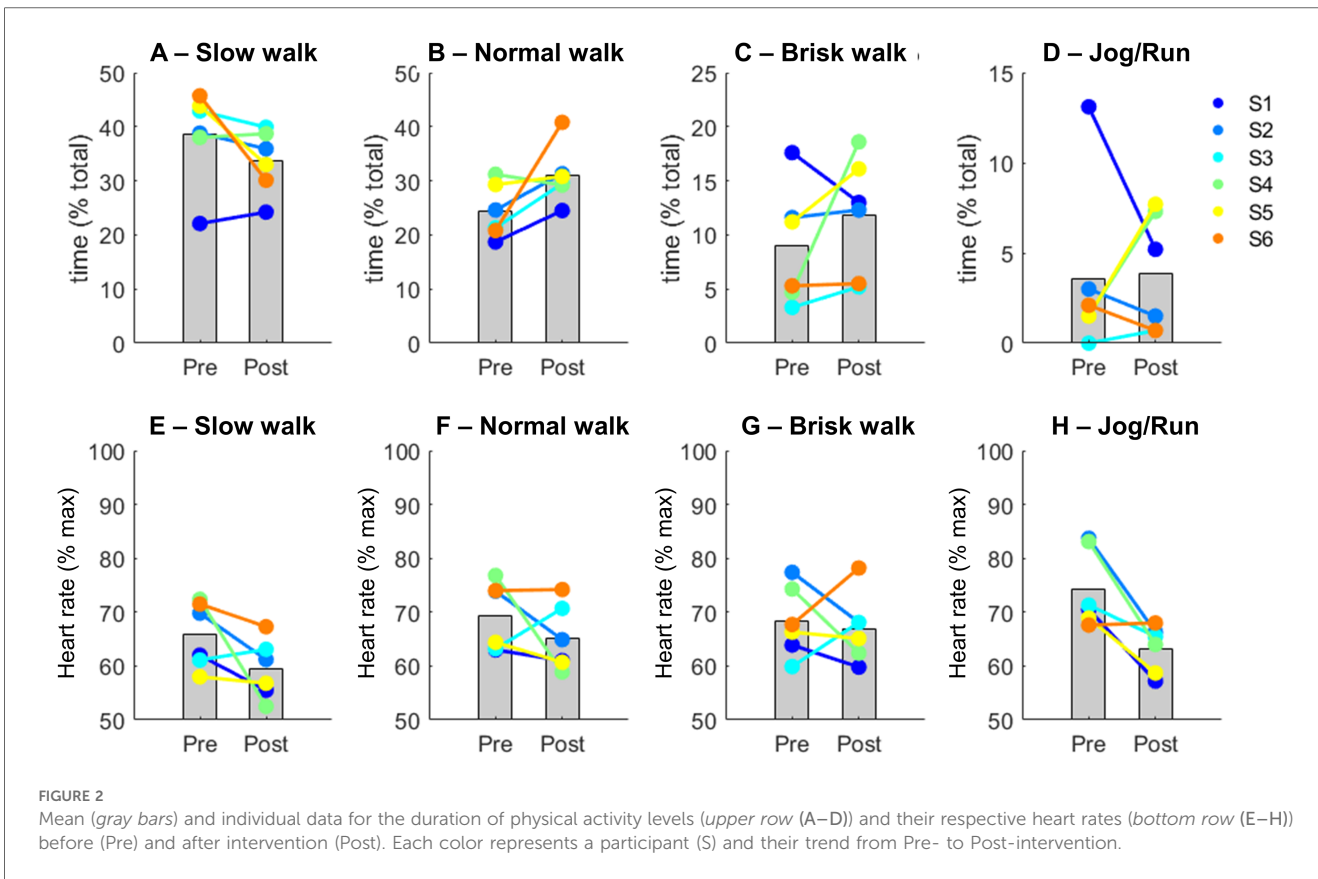 A – Slow walk
B – Normal walk
C – Brisk walk
D – Jog/Run
time (% total)
50
40
30
20
10
0
Pre Post
time (% total)
50
40
30
20
10
0
Pre Post
time (% total)
25
20
15
10
5
0
Pre Post
time (% total)
15
10
5
0
Pre Post
S1
S2
S3
S4
S5
S6
E – Slow walk
F – Normal walk
G – Brisk walk
H – Jog/Run
Heart rate (% max)
100
90
80
70
60
50
Pre Post
Heart rate (% max)
100
90
80
70
60
50
Pre Post
Heart rate (% max)
100
90
80
70
60
50
Pre Post
Heart rate (% max)
100
90
80
70
60
50
Pre Post
FIGURE 2
Mean (gray bars) and individual data for the duration of physical activity levels (upper row (A–D)) and their respective heart rates (bottom row (E–H))
before (Pre) and after intervention (Post). Each color represents a participant (S) and their trend from Pre- to Post-intervention.